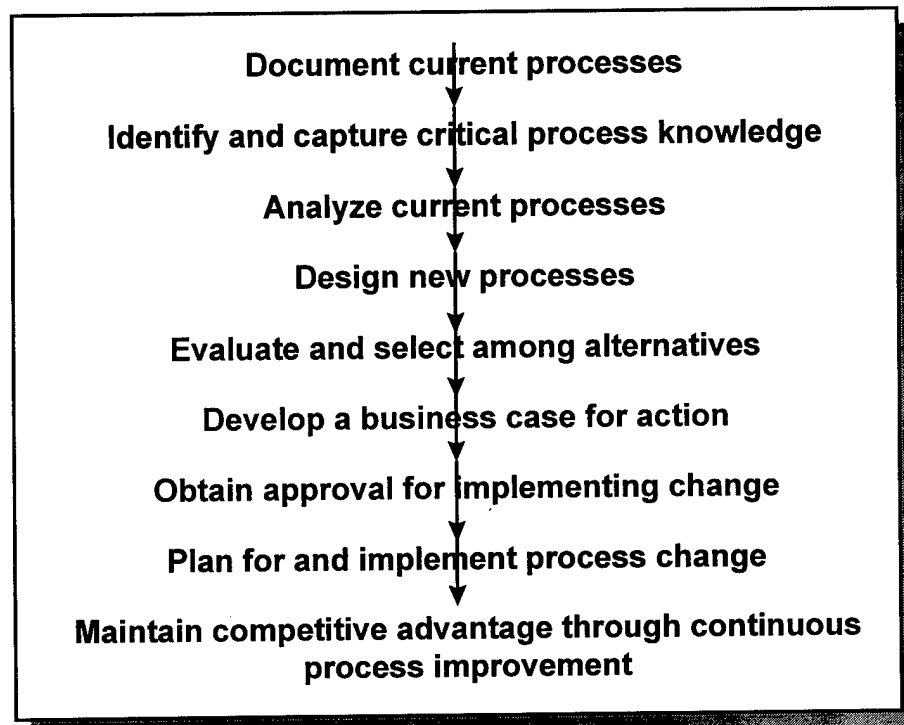 Document current processes
Identify and capture critical process knowledge
Analyze current processes
Design new processes
Evaluate and select among alternatives
Develop a business case for action
Obtain approval for implementing change
Plan for and implement process change
Maintain competitive advantage through continuous
process improvement